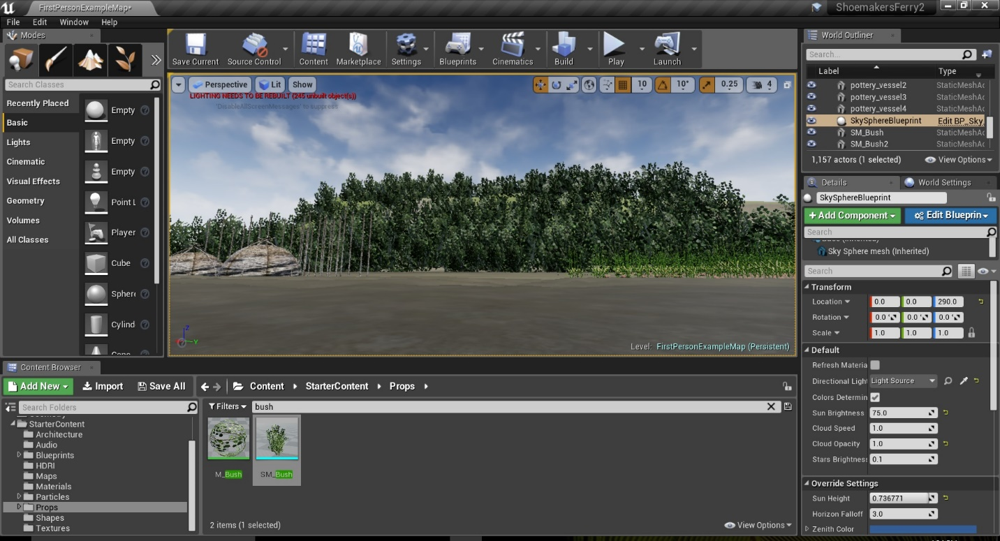 FirstPersonExampleMap*
ShoemakersFerry2
File Edit Window Help
Modes
Search Classes
Recently Placed
Basic
Lights
Cinematic
Visual Effects
Geometry
Volumes
All Classes
Empty
Empty
Empty
Point L
Player
Cube
Sphere
Cylind
Save Current
Source Control
Content
Marketplace
Settings
Blueprints
Cinematics
Build
Play
Launch
Perspective Lit Show
10 10° 0.25 4
LIGHTING NEEDS TO BE REBUILT (245 unbuilt object(s))
'DisableAllScreenMessages' to suppress
Z
Y
Level: FirstPersonExampleMap (Persistent)
World Outliner
Search...
Label Type
pottery_vessel2 StaticMeshAc
pottery_vessel3 StaticMeshAc
pottery_vessel4 StaticMeshAc
SkySphereBlueprint Edit BP_Sky
SM_Bush StaticMeshAc
SM_Bush2 StaticMeshAc
1,157 actors (1 selected) View Options
Details World Settings
SkySphereBlueprint
+ Add Component Edit Blueprin
Search
Sky Sphere mesh (Inherited)
Search
Transform
Location 0.0 0.0 290.0
Rotation 0.0 ° 0.0 ° 0.0 °
Scale 1.0 1.0 1.0
Default
Refresh Materia
Directional Light Light Source
Colors Determin
Sun Brightness 75.0
Cloud Speed 1.0
Cloud Opacity 1.0
Stars Brightness 0.1
Override Settings
Sun Height 0.736771
Horizon Falloff 3.0
Zenith Color
Content Browser
Add New Import Save All Content StarterContent Props
Search Folders
StarterContent
Architecture
Audio
Blueprints
HDRI
Maps
Materials
Particles
Props
Shapes
Textures
Filters bush
M_Bush SM_Bush
2 items (1 selected) View Options